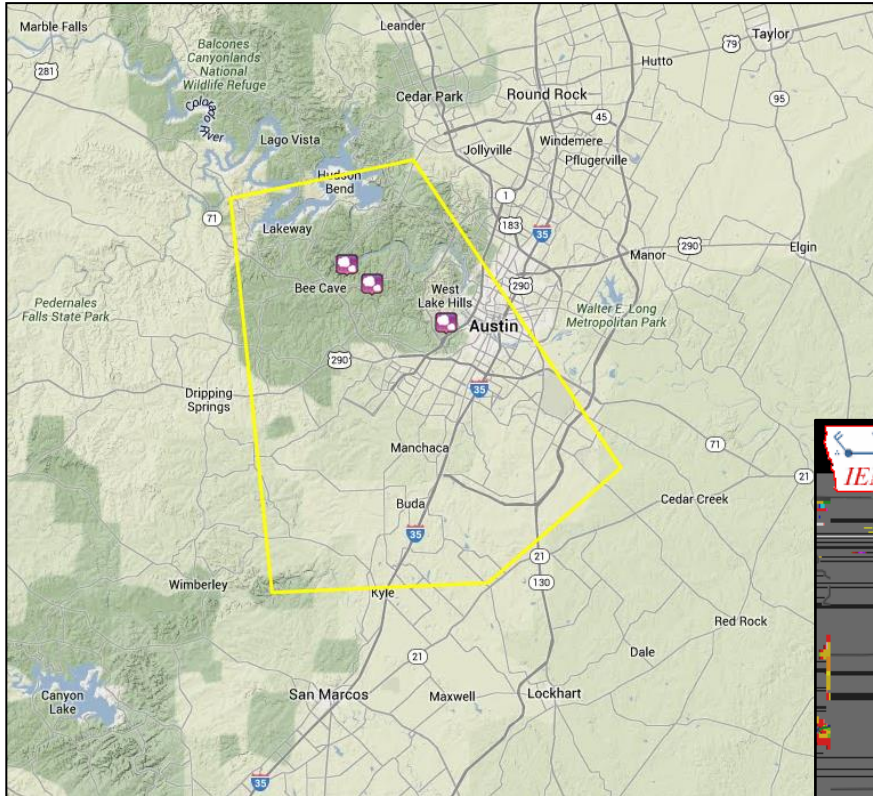 Marble Falls
Leander
Taylor
79
Hutto
Balcones
Canyonlands
National
Wildlife Refuge
281
Cedar Park
Round Rock
95
Colorado
River
45
Lago Vista
Windemere
Jollyville
Pflugerville
Hudson
Bend
1
71
183
Lakeway
35
290
Manor
Elgin
Bee Cave
West
Lake Hills
290
Pedernales
Falls State Park
Walter E. Long
Metropolitan Park
Austin
290
Dripping
Springs
35
71
Manchaca
21
Cedar Creek
IE
Buda
35
21
Wimberley
130
Kyle
Red Rock
21
Dale
Canyon
Lake
San Marcos
Maxwell
Lockhart
35